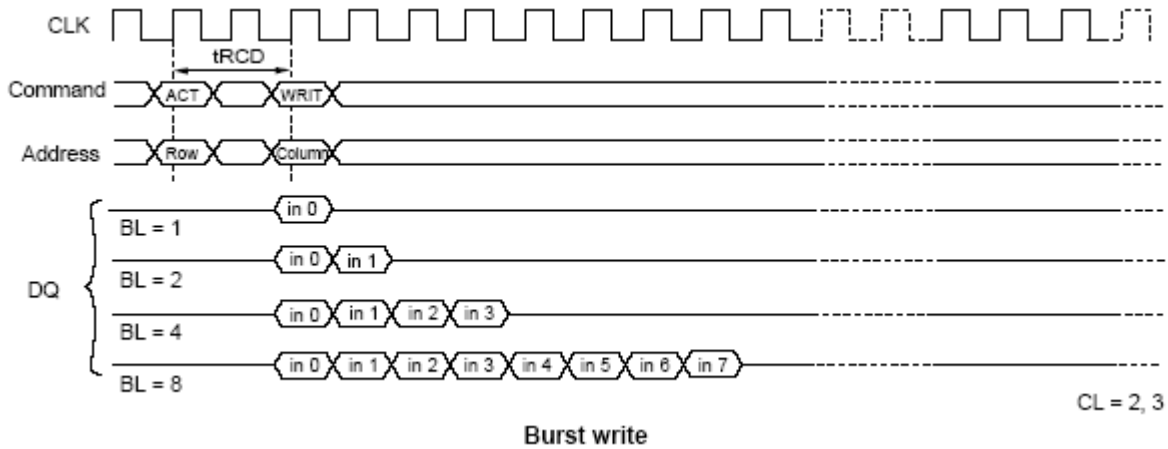 CLK
tRCD
Command ACT WRIT
Address Row Column
DQ
in 0
BL = 1
in 0 in 1
BL = 2
in 0 in 1 in 2 in 3
BL = 4
in 0 in 1 in 2 in 3 in 4 in 5 in 6 in 7
BL = 8
CL = 2, 3
Burst write